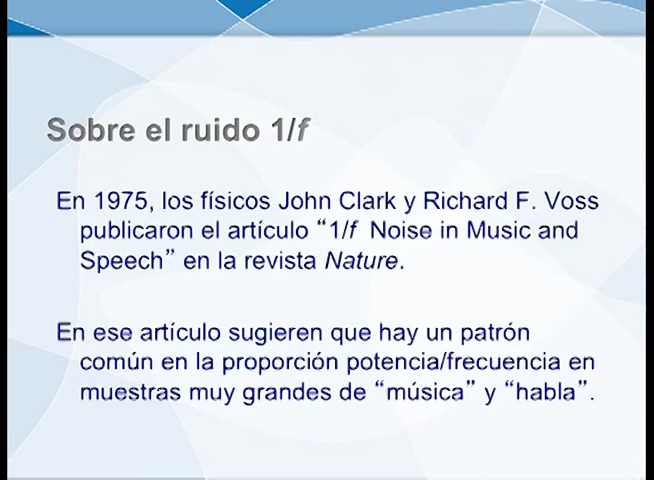 Sobre el ruido 1/f
En 1975, los físicos John Clark y Richard F. Voss
publicaron el artículo “1/f Noise in Music and
Speech” en la revista Nature.
En ese artículo sugieren que hay un patrón
común en la proporción potencia/frecuencia en
muestras muy grandes de “música” y “habla”.